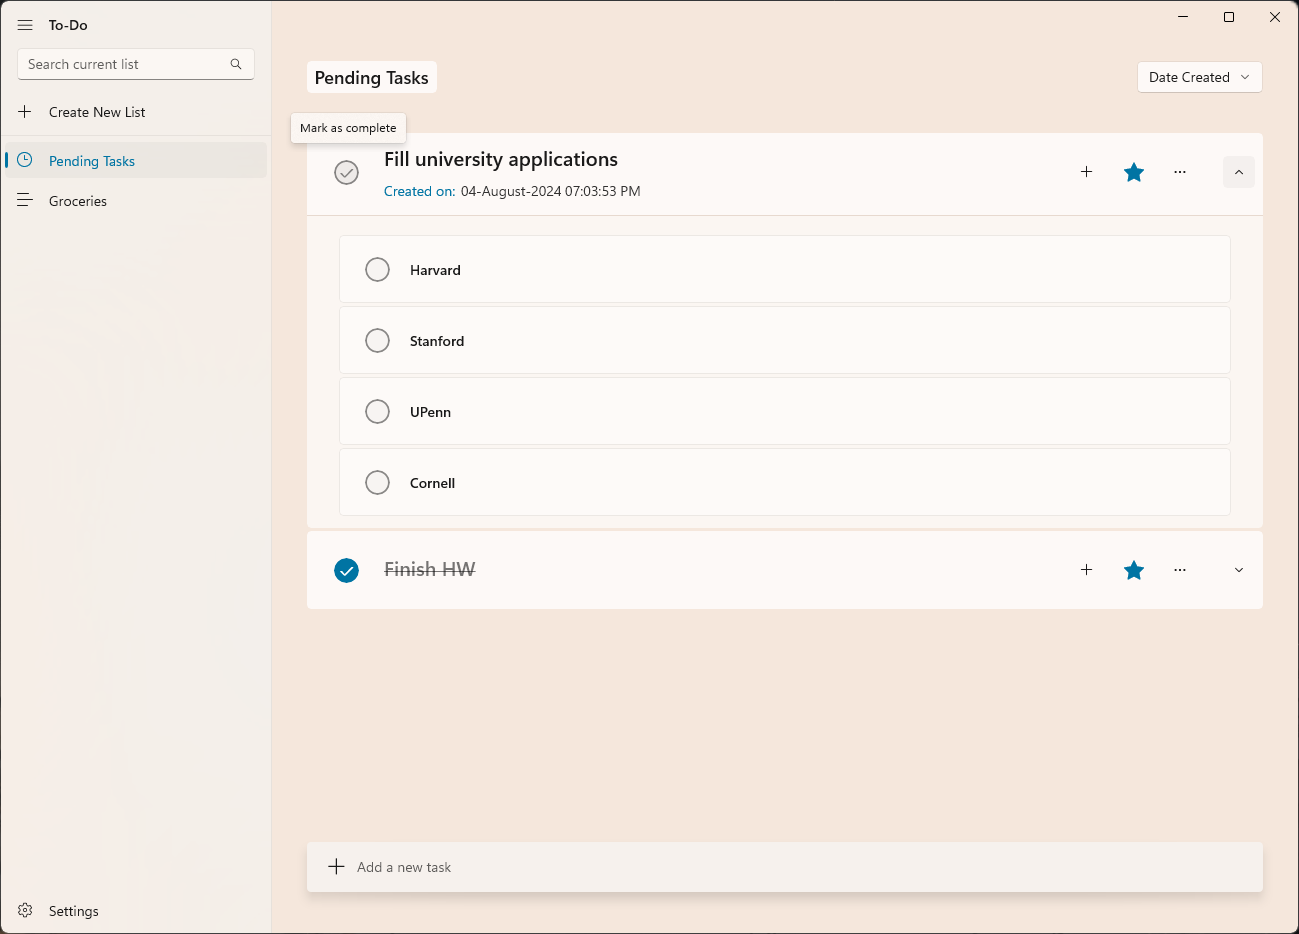 To-Do
Search current list
Create New List
Pending Tasks
Groceries
Settings
Pending Tasks
Date Created
Mark as complete
Fill university applications
Created on: 04-August-2024 07:03:53 PM
Harvard
Stanford
UPenn
Cornell
Finish HW
Add a new task